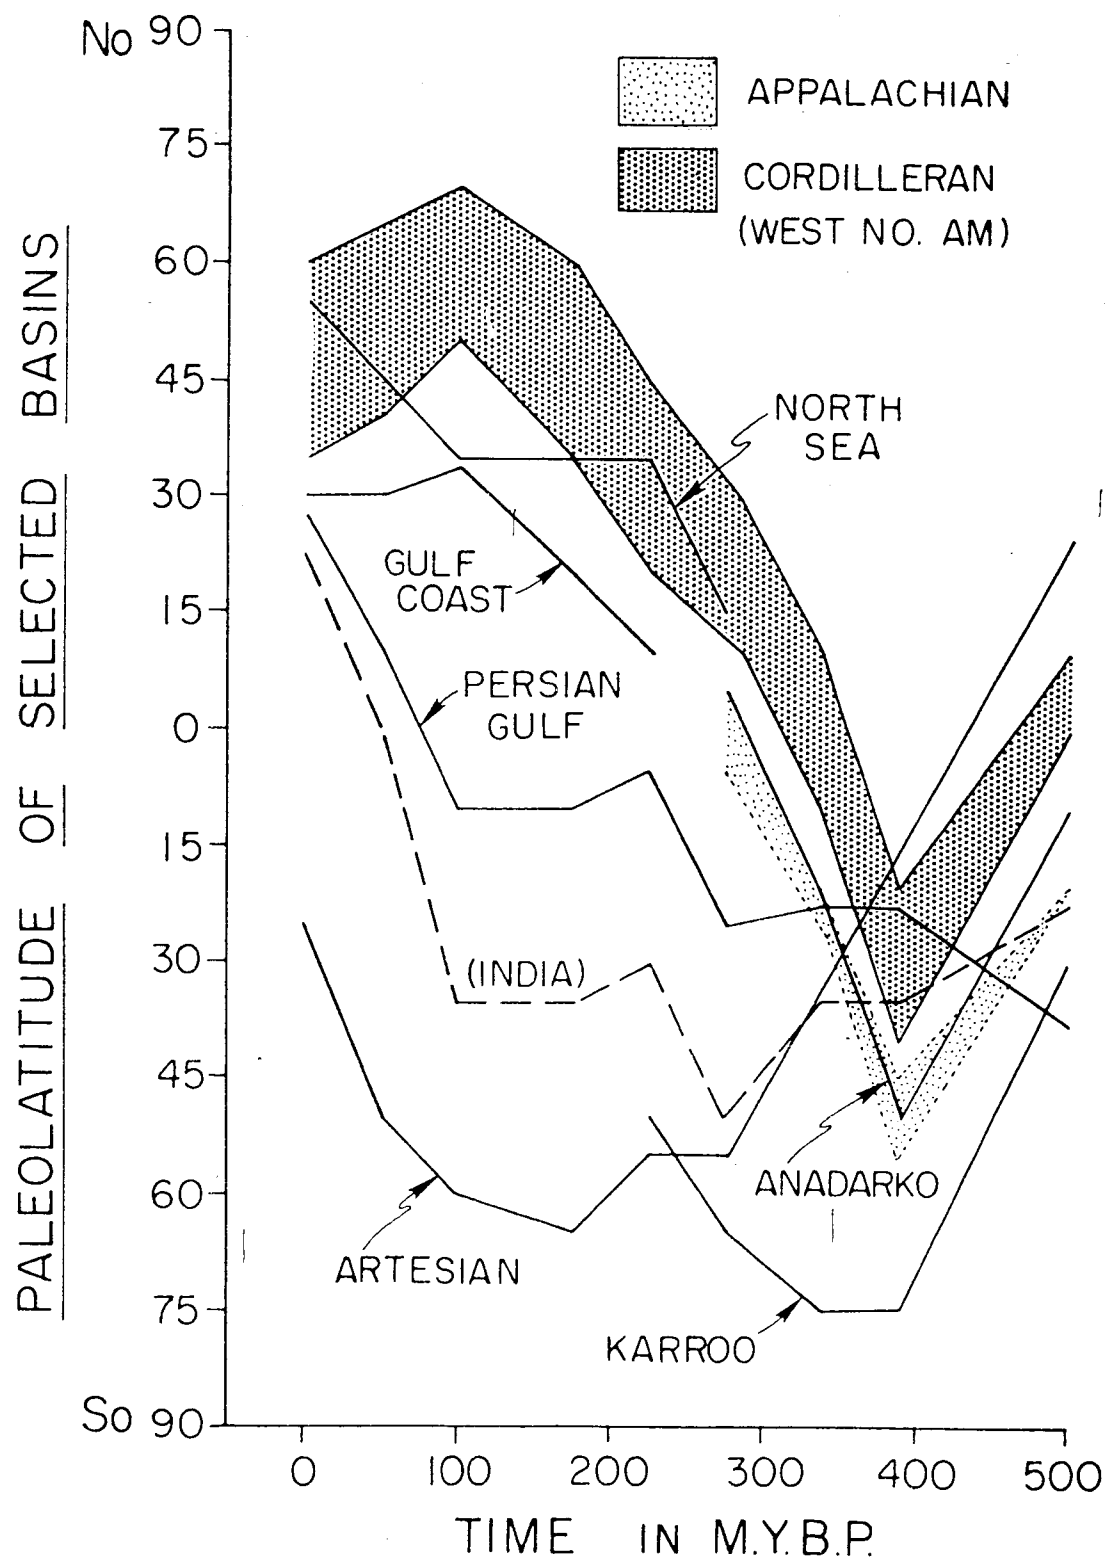 No 90
75
60
45
30
15
0
15
30
45
60
75
So 90
PALEOLATITUDE OF SELECTED BASINS
APPALACHIAN
CORDILLERAN
(WEST NO. AM)
NORTH
SEA
GULF
COAST
PERSIAN
GULF
(INDIA)
ANADARKO
ARTESIAN
KARROO
0 100 200 300 400 500
TIME IN M.Y.B.P.